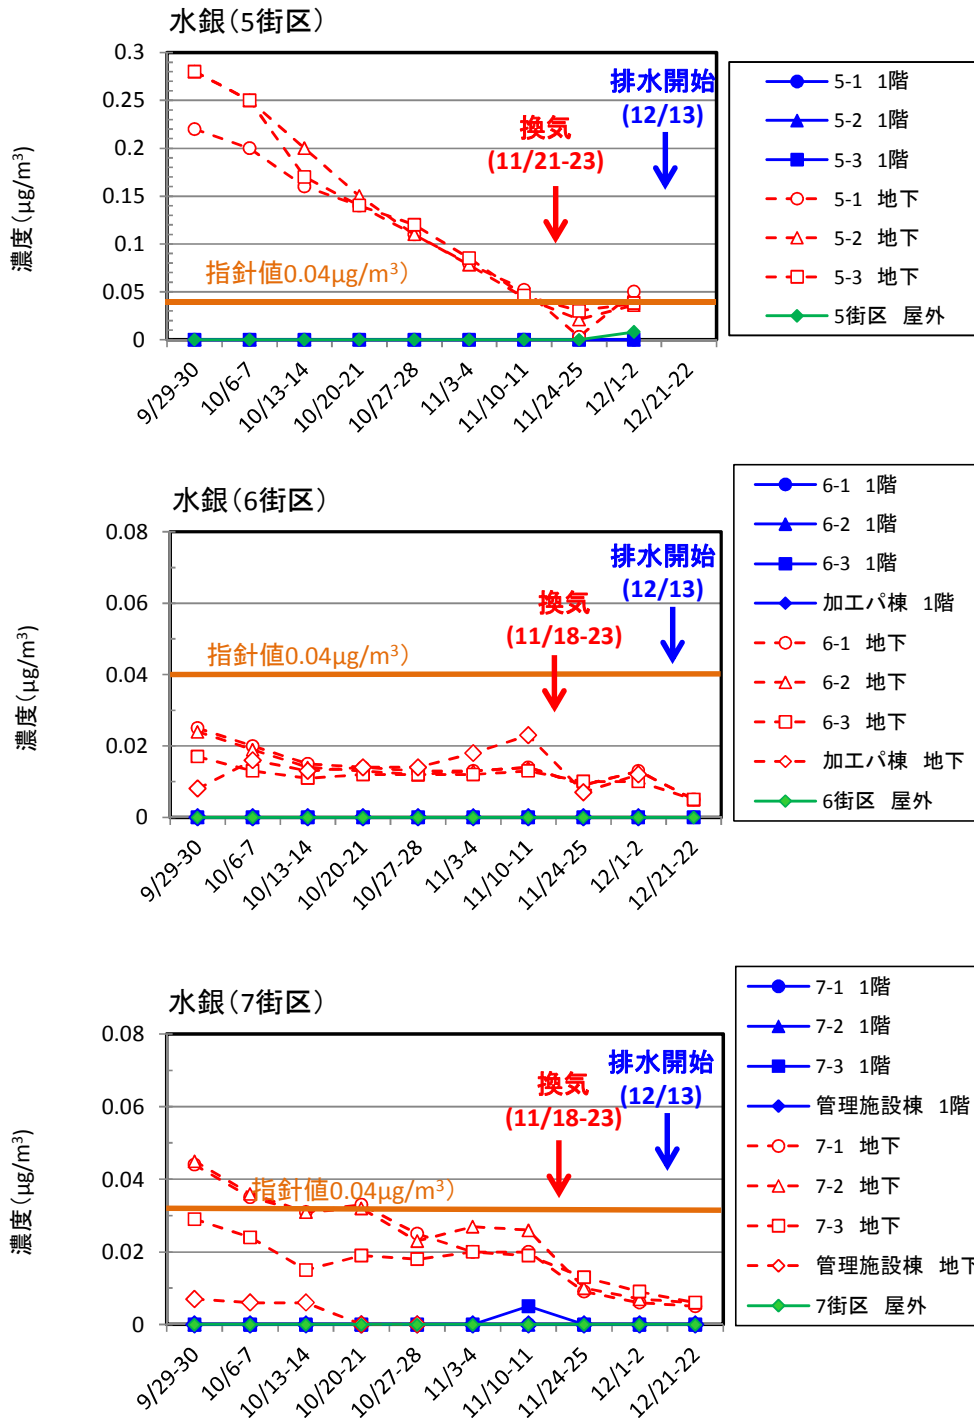 水銀（5街区）
0.3
0.25
0.2
0.15
0.1
0.05
0
濃度（μg/m³）
排水開始
(12/13)
換気
(11/21-23)
指針値0.04μg/m³）
9/29-30
10/6-7
10/13-14
10/20-21
10/27-28
11/3-4
11/10-11
11/24-25
12/1-2
12/21-22
5-1 1階
5-2 1階
5-3 1階
5-1 地下
5-2 地下
5-3 地下
5街区 屋外
水銀（6街区）
0.08
0.06
0.04
0.02
0
濃度（μg/m³）
排水開始
(12/13)
換気
(11/18-23)
指針値0.04μg/m³）
9/29-30
10/6-7
10/13-14
10/20-21
10/27-28
11/3-4
11/10-11
11/24-25
12/1-2
12/21-22
6-1 1階
6-2 1階
6-3 1階
加工パ棟 1階
6-1 地下
6-2 地下
6-3 地下
加工パ棟 地下
6街区 屋外
水銀（7街区）
0.08
0.06
0.04
0.02
0
濃度（μg/m³）
排水開始
(12/13)
換気
(11/18-23)
指針値0.04μg/m³）
9/29-30
10/6-7
10/13-14
10/20-21
10/27-28
11/3-4
11/10-11
11/24-25
12/1-2
12/21-22
7-1 1階
7-2 1階
7-3 1階
管理施設棟 1階
7-1 地下
7-2 地下
7-3 地下
管理施設棟 地下
7街区 屋外